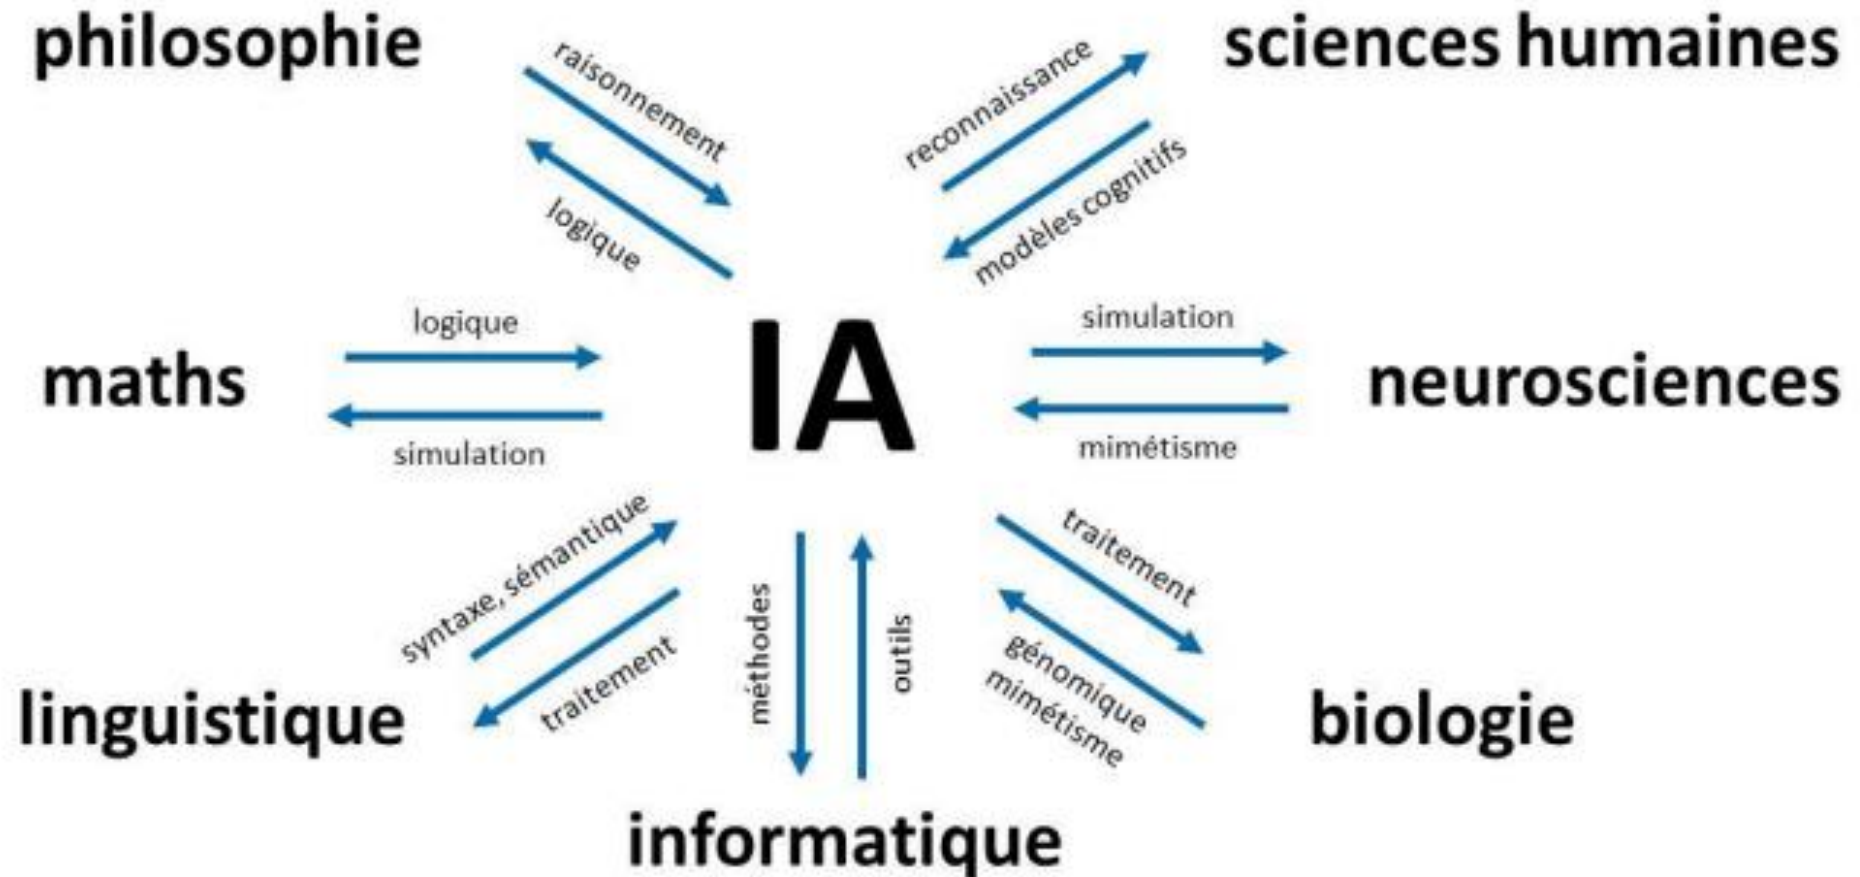 philosophie
raisonnement
logique
reconnaissance
modèles cognitifs
sciences humaines
maths
logique
simulation
IA
simulation
mimétisme
neurosciences
syntaxe, sémantique
traitement
linguistique
méthodes
outils
informatique
traitement
génomique
mimétisme
biologie